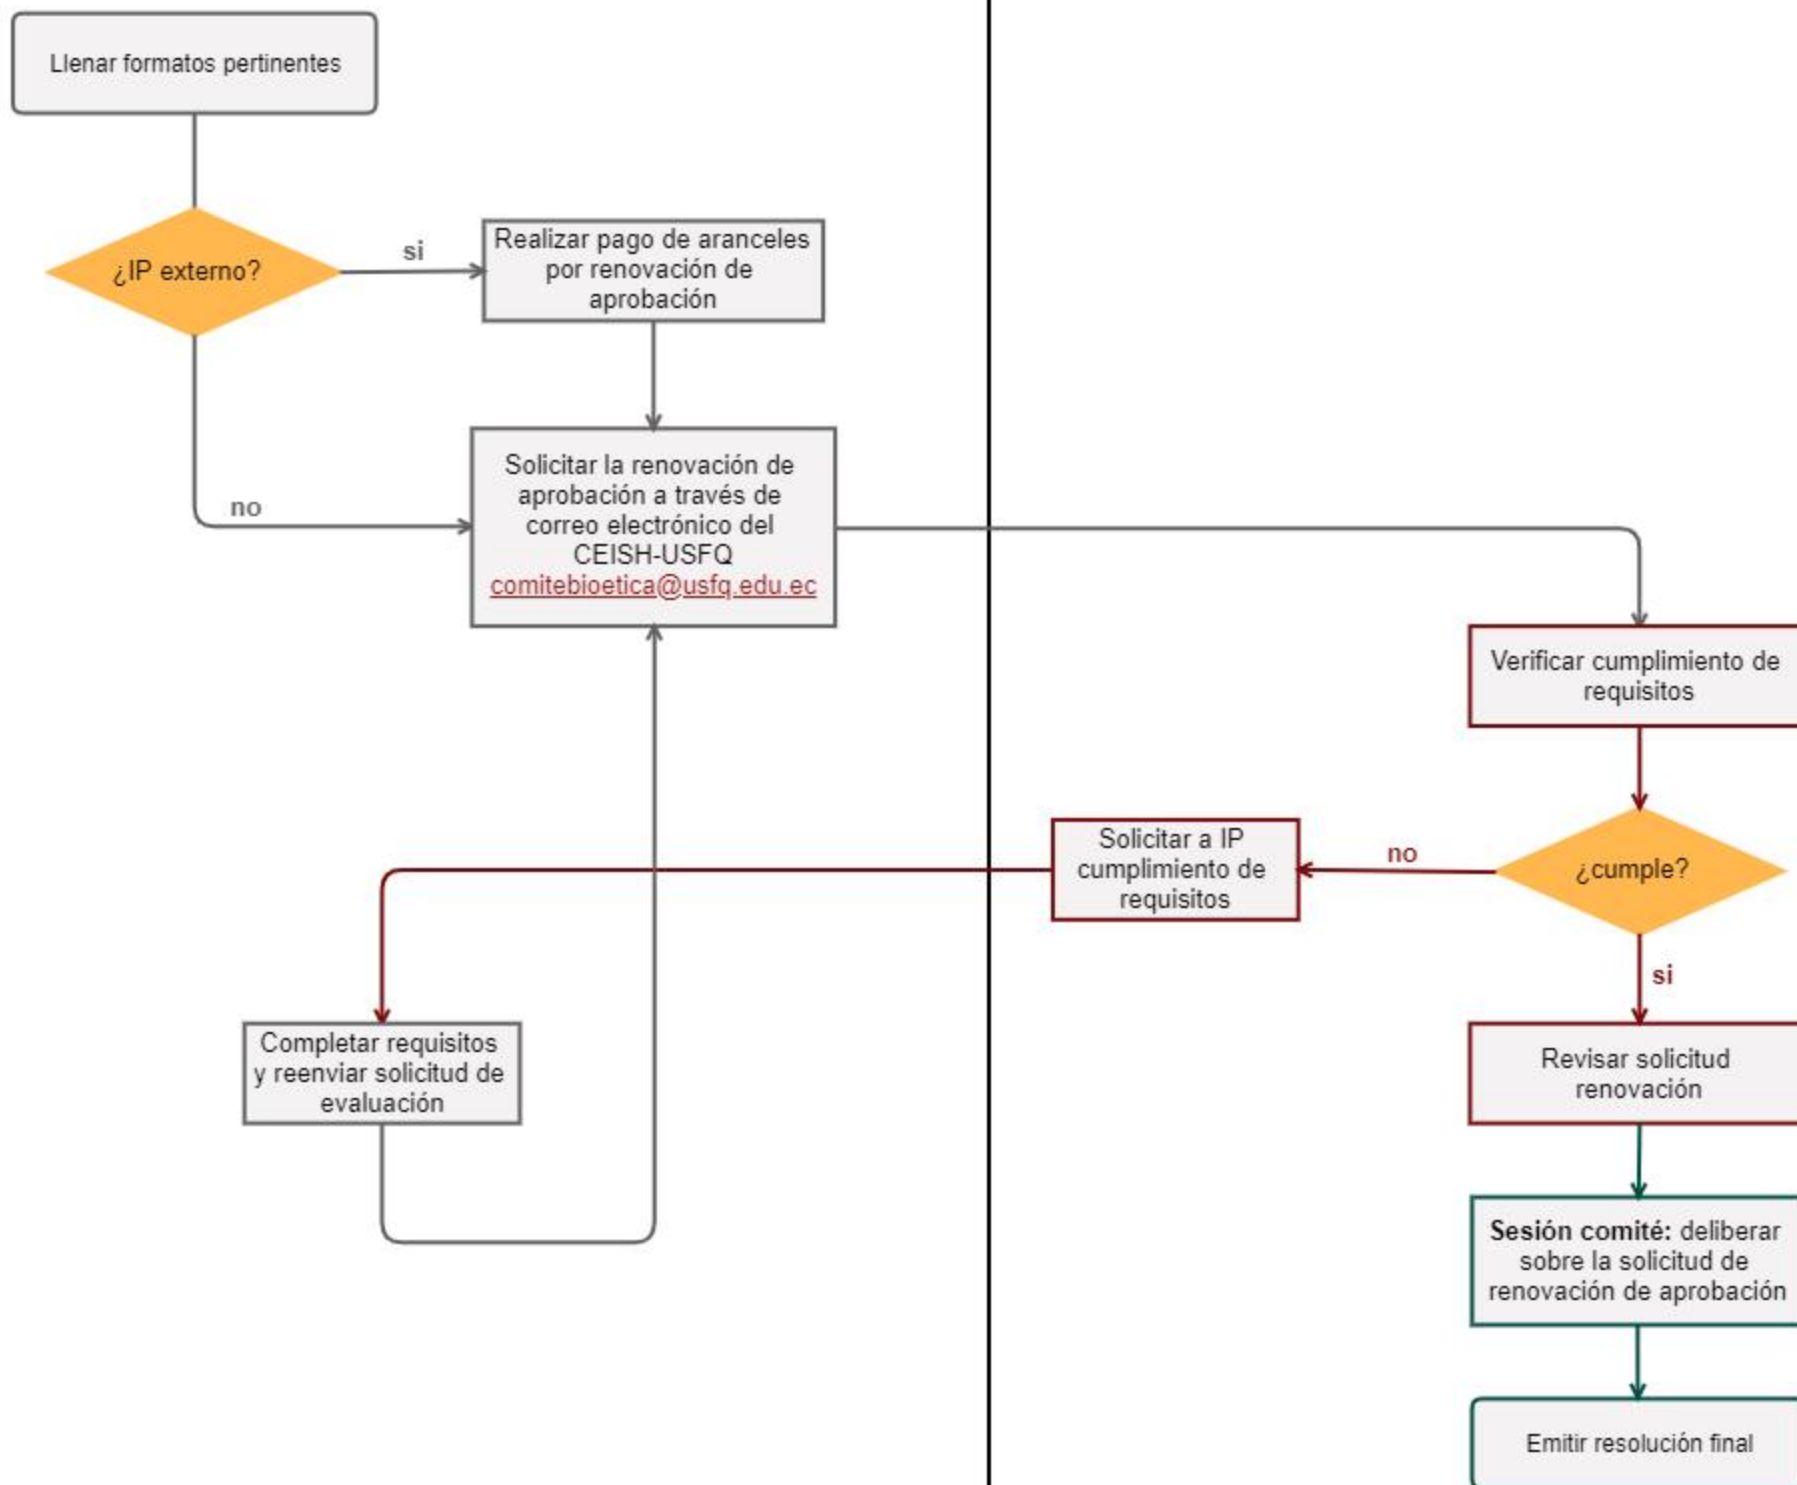 Llenar formatos pertinentes
¿IP externo?
si
Realizar pago de aranceles
por renovación de
aprobación
no
Solicitar la renovación de
aprobación a través de
correo electrónico del
CEISH-USFQ
comitebioetica@usfq.edu.ec
Verificar cumplimiento de
requisitos
¿cumple?
no
Solicitar a IP
cumplimiento de
requisitos
si
Completar requisitos
y reenviar solicitud de
evaluación
Revisar solicitud
renovación
Sesión comité: deliberar
sobre la solicitud de
renovación de aprobación
Emitir resolución final